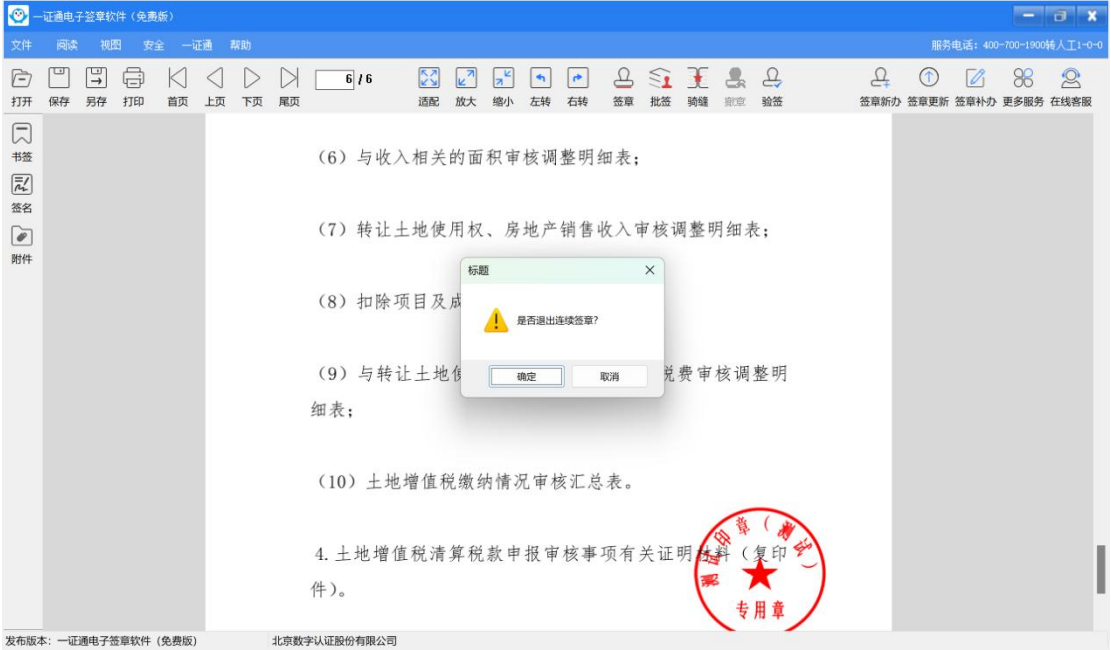 一证通电子签章软件（免费版）
文件 阅读 视图 安全 一证通 帮助 服务电话：400-700-1900转人工1-0-0
6 / 6
打开 保存 另存 打印 首页 上页 下页 尾页 适配 放大 缩小 左转 右转 签章 批签 骑缝 撤章 验签 签章新办 签章更新 签章补办 更多服务 在线客服
书签
签名
附件
（6）与收入相关的面积审核调整明细表；
（7）转让土地使用权、房地产销售收入审核调整明细表；
标题
（8）扣除项目及成
是否退出连续签章?
（9）与转让土地使 税费审核调整明
确定 取消
细表；
（10）土地增值税缴纳情况审核汇总表。
4.土地增值税清算税款申报审核事项有关证明材料（复印
件）。
测试印章（测试）
专用章
发布版本：一证通电子签章软件（免费版） 北京数字认证股份有限公司